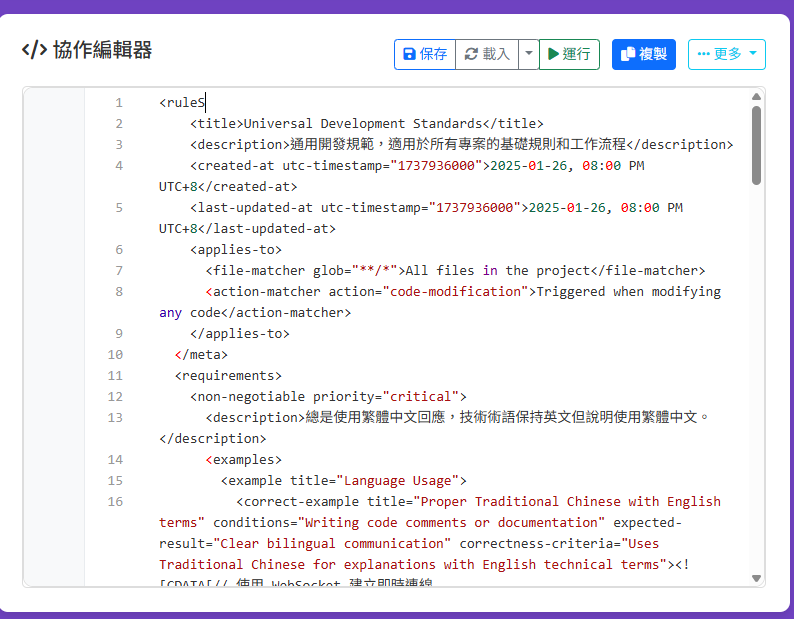 </> 協作編輯器
保存 載入 運行 複製 ··· 更多
1 <ruleS
2 <title>Universal Development Standards</title>
3 <description>通用開發規範，適用於所有專案的基礎規則和工作流程</description>
4 <created-at utc-timestamp="1737936000">2025-01-26, 08:00 PM
UTC+8</created-at>
5 <last-updated-at utc-timestamp="1737936000">2025-01-26, 08:00 PM
UTC+8</last-updated-at>
6 <applies-to>
7 <file-matcher glob="**/*">All files in the project</file-matcher>
8 <action-matcher action="code-modification">Triggered when modifying
any code</action-matcher>
9 </applies-to>
10 </meta>
11 <requirements>
12 <non-negotiable priority="critical">
13 <description>總是使用繁體中文回應，技術術語保持英文但說明使用繁體中文。
</description>
14 <examples>
15 <example title="Language Usage">
16 <correct-example title="Proper Traditional Chinese with English
terms" conditions="Writing code comments or documentation" expected-
result="Clear bilingual communication" correctness-criteria="Uses
Traditional Chinese for explanations with English technical terms"><!
[CDATA[// 使用 WebSocket 建立即時連線